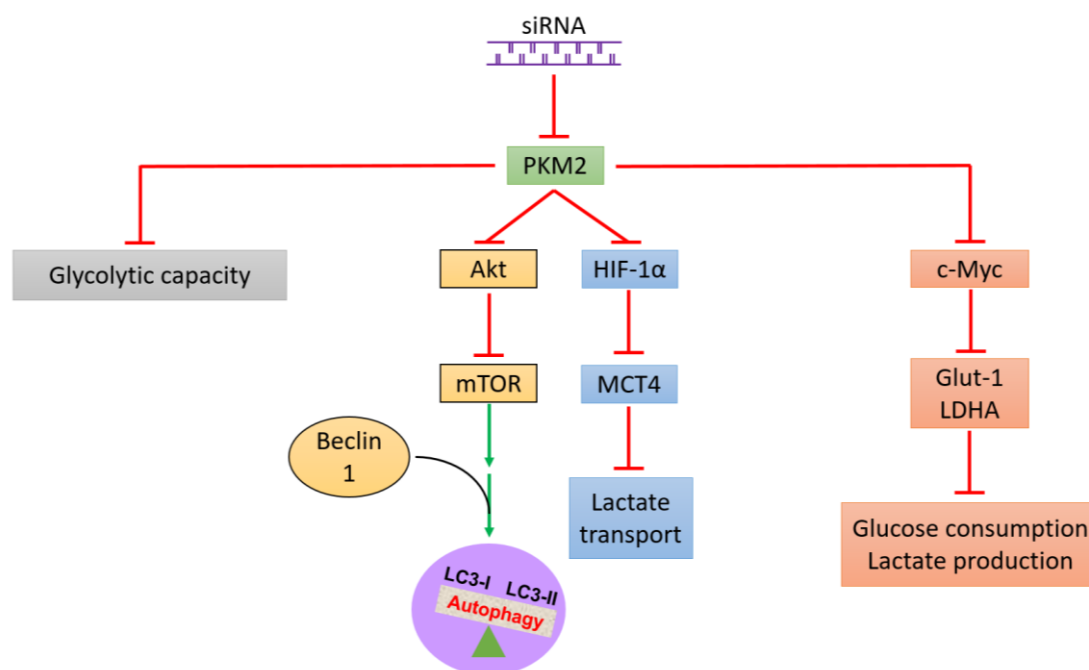 siRNA
PKM2
Glycolytic capacity
Akt
HIF-1α
c-Myc
mTOR
MCT4
Glut-1
LDHA
Beclin
1
Lactate
transport
Glucose consumption
Lactate production
LC3-I LC3-II
Autophagy